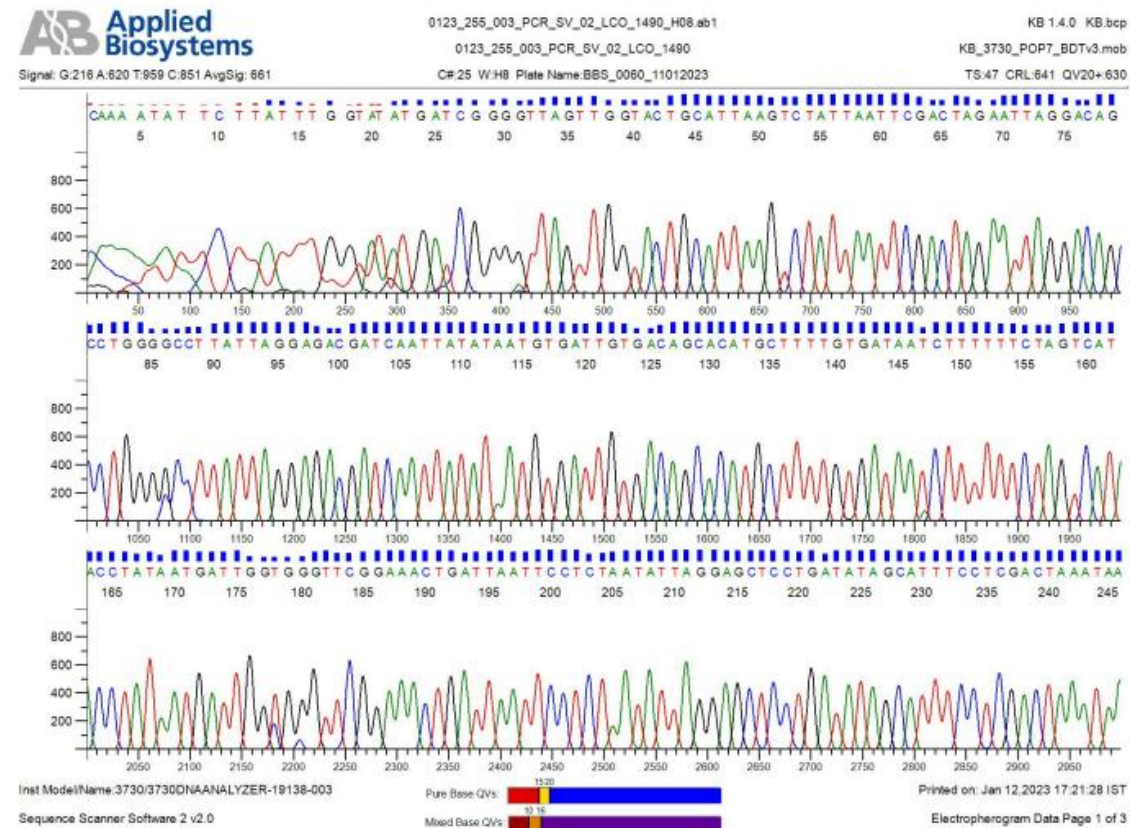 AB Applied Biosystems
0123_255_003_PCR_SV_02_LCO_1490_H08.ab1
KB 1.4.0 KB.bcp
0123_255_003_PCR_SV_02_LCO_1490
KB_3730_POP7_BDTv3.mob
Signal: G:216 A:620 T:959 C:851 AvgSig: 661
C#:25 W:H8 Plate Name:BBS_0060_11012023
TS:47 CRL:641 QV20+:630
CAAA ATAT TC T TATT T G GTATATGATCG GGGTTAGTT GGTACTGCATTAAGTCTATTAATTCGACTAGAATTAGGACAG
5 10 15 20 25 30 35 40 45 50 55 60 65 70 75
800
600
400
200
50 100 150 200 250 300 350 400 450 500 550 600 650 700 750 800 850 900 950
CCTGGGGCCT TATTAGGAGACGATCAATTATATAATGTGATTGTGACAGCACATGCTTTTGTGATAATCTTTTTTCTAGTCAT
85 90 95 100 105 110 115 120 125 130 135 140 145 150 155 160
800
600
400
200
1050 1100 1150 1200 1250 1300 1350 1400 1450 1500 1550 1600 1650 1700 1750 1800 1850 1900 1950
ACCTATAATGATTGGTGGGTTCGGAAACTGATTAATTCCTCTAATATTAGGAGCTCCTGATATAGCATTTCCTCGACTAAATAA
165 170 175 180 185 190 195 200 205 210 215 220 225 230 235 240 245
800
600
400
200
2050 2100 2150 2200 2250 2300 2350 2400 2450 2500 2550 2600 2650 2700 2750 2800 2850 2900 2950
Inst Model/Name:3730/3730DNAANALYZER-19138-003
Pure Base QVs:
1520
Printed on: Jan 12,2023 17:21:28 IST
Sequence Scanner Software 2 v2.0
Mixed Base QVs:
10 16
Electropherogram Data Page 1 of 3